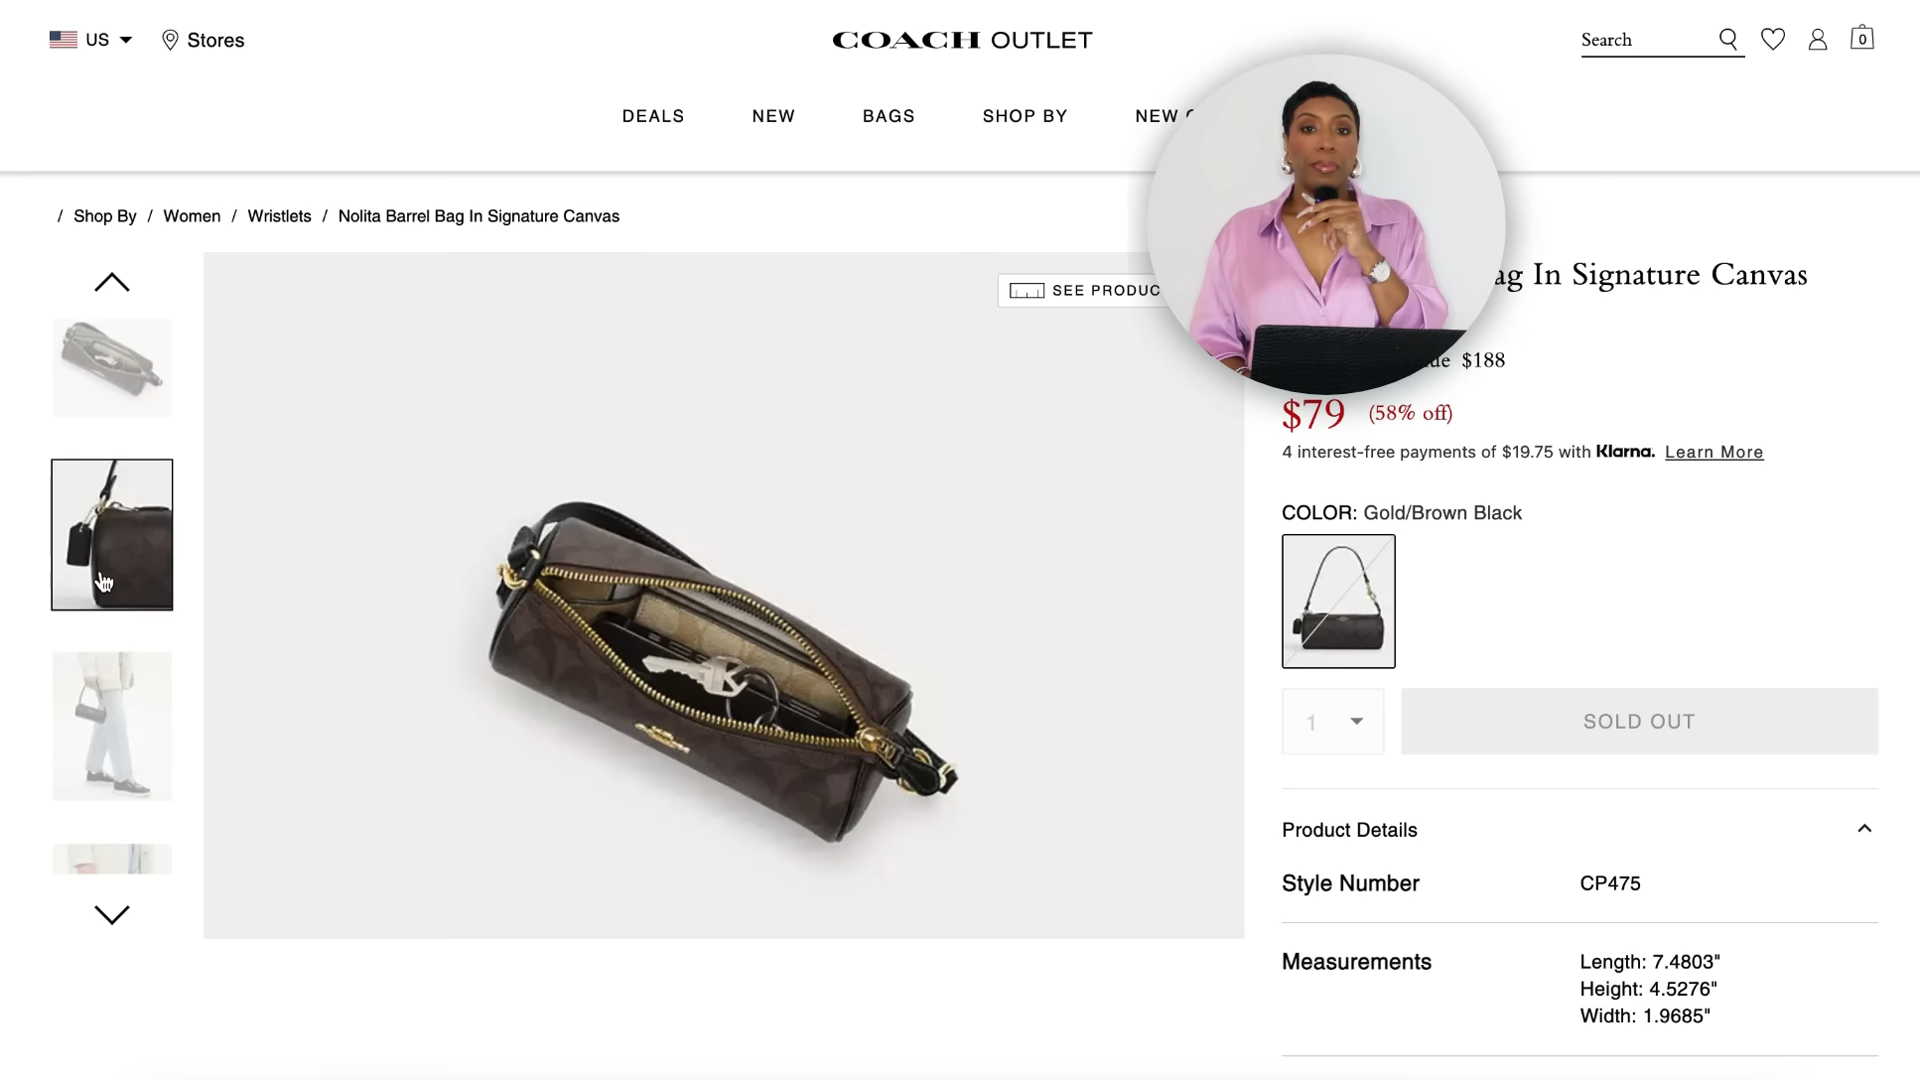 US
Stores
COACH OUTLET
Search
0
DEALS
NEW
BAGS
SHOP BY
NEW
/ Shop By / Women / Wristlets / Nolita Barrel Bag In Signature Canvas
SEE PRODUC
ag In Signature Canvas
$188
$79 (58% off)
4 interest-free payments of $19.75 with Klarna. Learn More
COLOR: Gold/Brown Black
1
SOLD OUT
Product Details
Style Number CP475
Measurements Length: 7.4803"
Height: 4.5276"
Width: 1.9685"